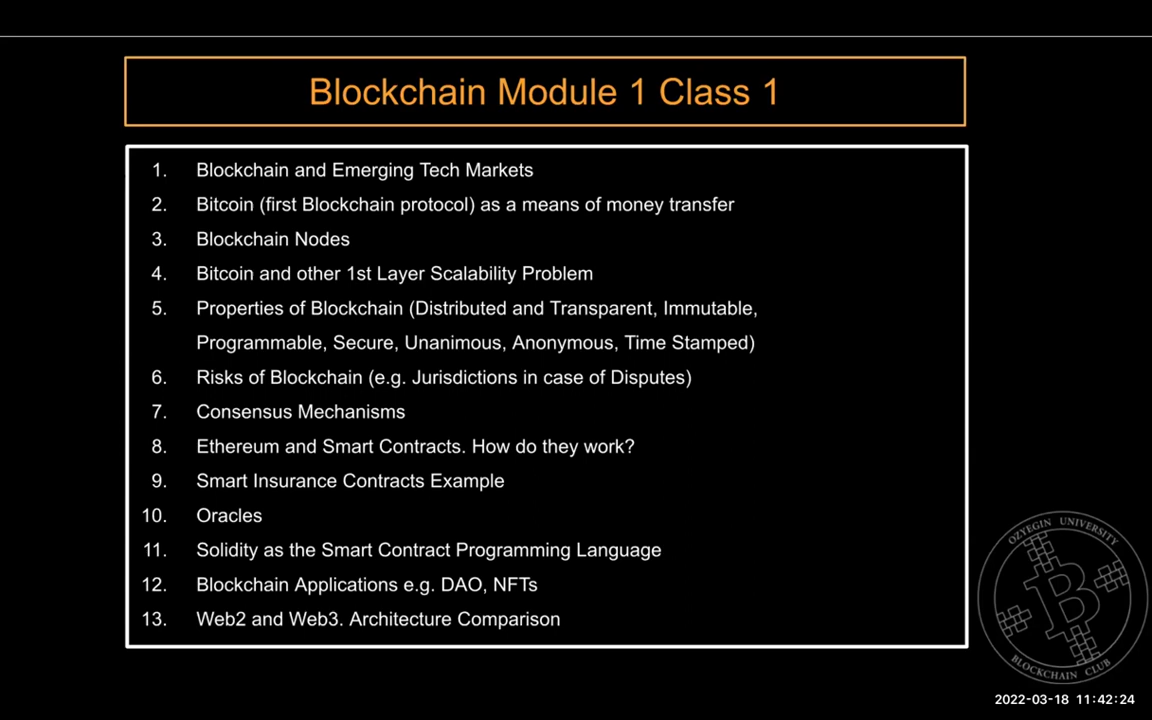 Blockchain Module 1 Class 1
1. Blockchain and Emerging Tech Markets
2. Bitcoin (first Blockchain protocol) as a means of money transfer
3. Blockchain Nodes
4. Bitcoin and other 1st Layer Scalability Problem
5. Properties of Blockchain (Distributed and Transparent, Immutable,
Programmable, Secure, Unanimous, Anonymous, Time Stamped)
6. Risks of Blockchain (e.g. Jurisdictions in case of Disputes)
7. Consensus Mechanisms
8. Ethereum and Smart Contracts. How do they work?
9. Smart Insurance Contracts Example
10. Oracles
11. Solidity as the Smart Contract Programming Language
12. Blockchain Applications e.g. DAO, NFTs
13. Web2 and Web3. Architecture Comparison
OZYEGIN UNIVERSITY
BLOCKCHAIN CLUB
2022-03-18 11:42:24